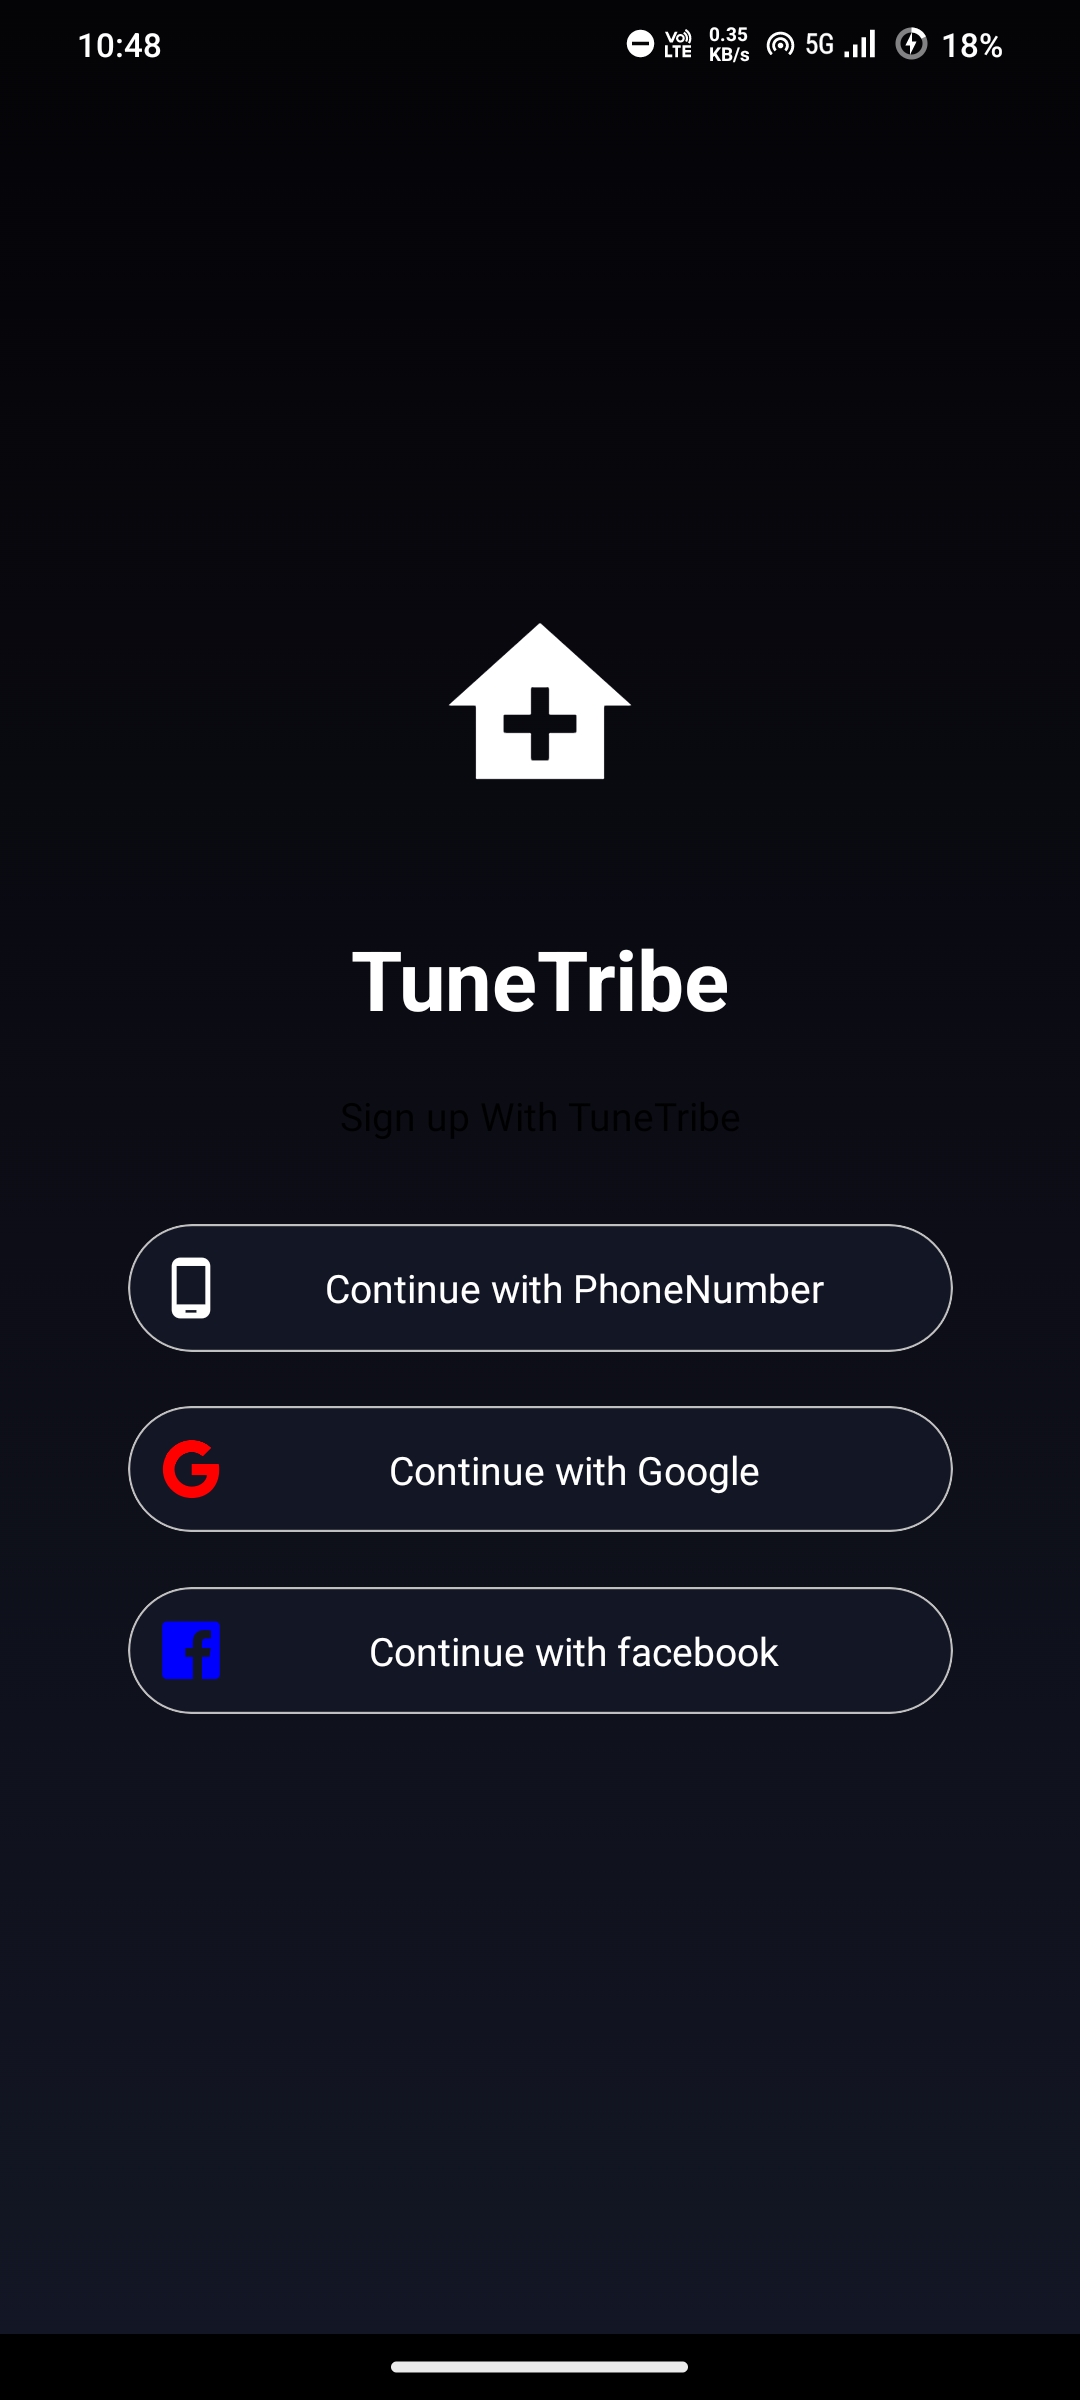 10:48
Vo) LTE 0.35 KB/s 5G 18%
TuneTribe
Sign up With TuneTribe
Continue with PhoneNumber
Continue with Google
Continue with facebook